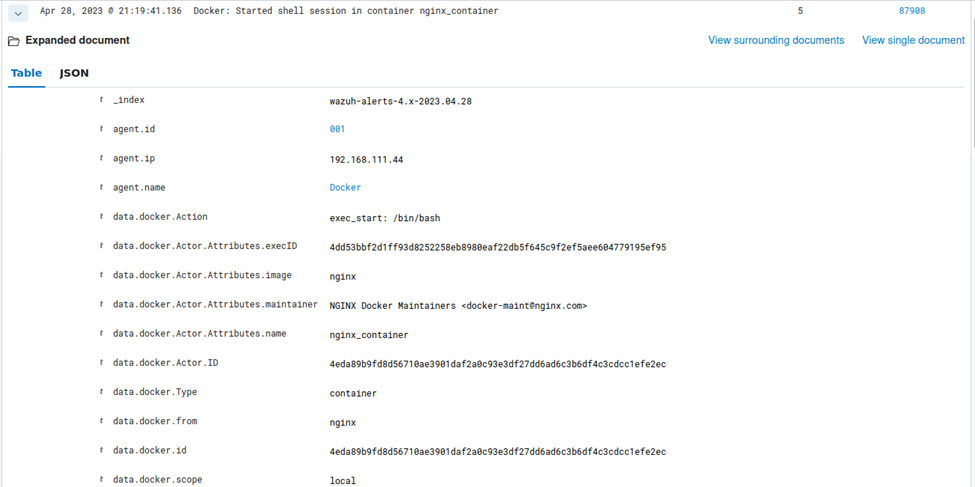 Apr 28, 2023 @ 21:19:41.136 Docker: Started shell session in container nginx_container 5 87908
Expanded document View surrounding documents View single document
Table JSON
t _index wazuh-alerts-4.x-2023.04.28
t agent.id 001
t agent.ip 192.168.111.44
t agent.name Docker
t data.docker.Action exec_start: /bin/bash
t data.docker.Actor.Attributes.execID 4dd53bbf2d1ff93d8252258eb8980eaf22db5f645c9f2ef5aee604779195ef95
t data.docker.Actor.Attributes.image nginx
t data.docker.Actor.Attributes.maintainer NGINX Docker Maintainers <docker-maint@nginx.com>
t data.docker.Actor.Attributes.name nginx_container
t data.docker.Actor.ID 4eda89b9fd8d56710ae3901daf2a0c93e3df27dd6ad6c3b6df4c3cdcc1efe2ec
t data.docker.Type container
t data.docker.from nginx
t data.docker.id 4eda89b9fd8d56710ae3901daf2a0c93e3df27dd6ad6c3b6df4c3cdcc1efe2ec
t data.docker.scope local